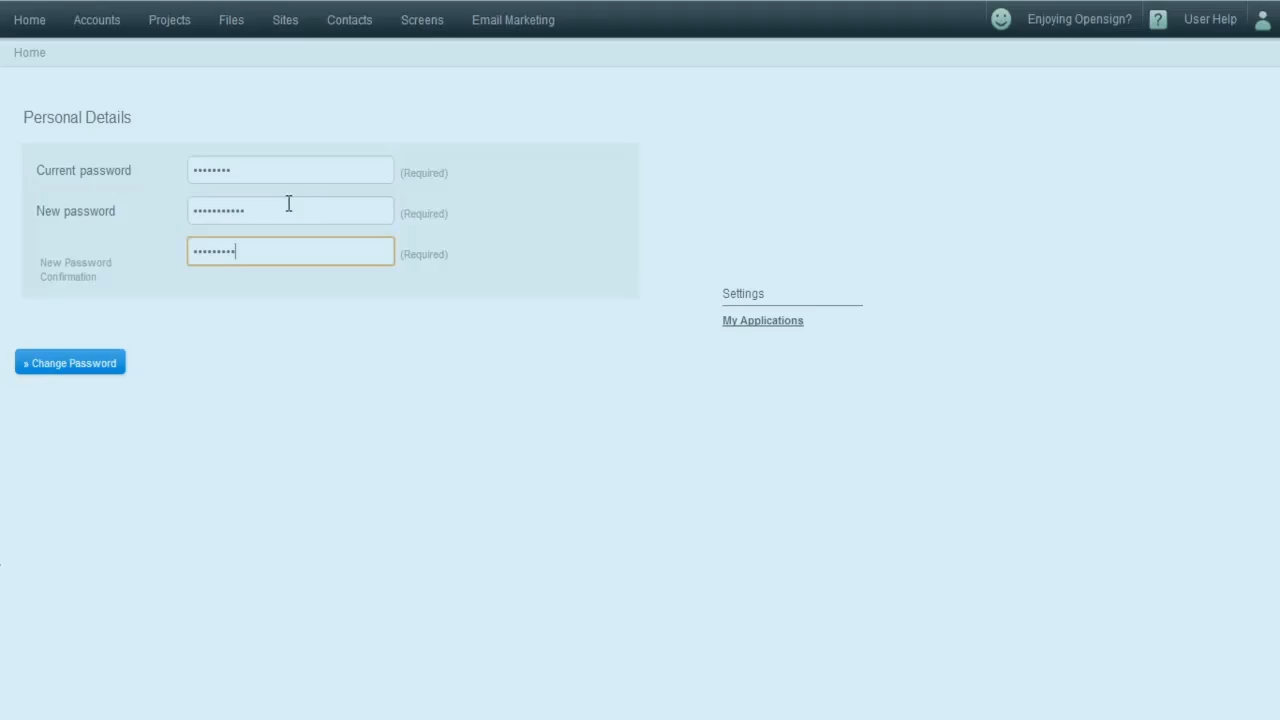 Home Accounts Projects Files Sites Contacts Screens Email Marketing Enjoying Opensign? ? User Help
Home
Personal Details
Current password •••••••• (Required)
New password ••••••••••• (Required)
New Password Confirmation ••••••••• (Required)
Settings
My Applications
» Change Password